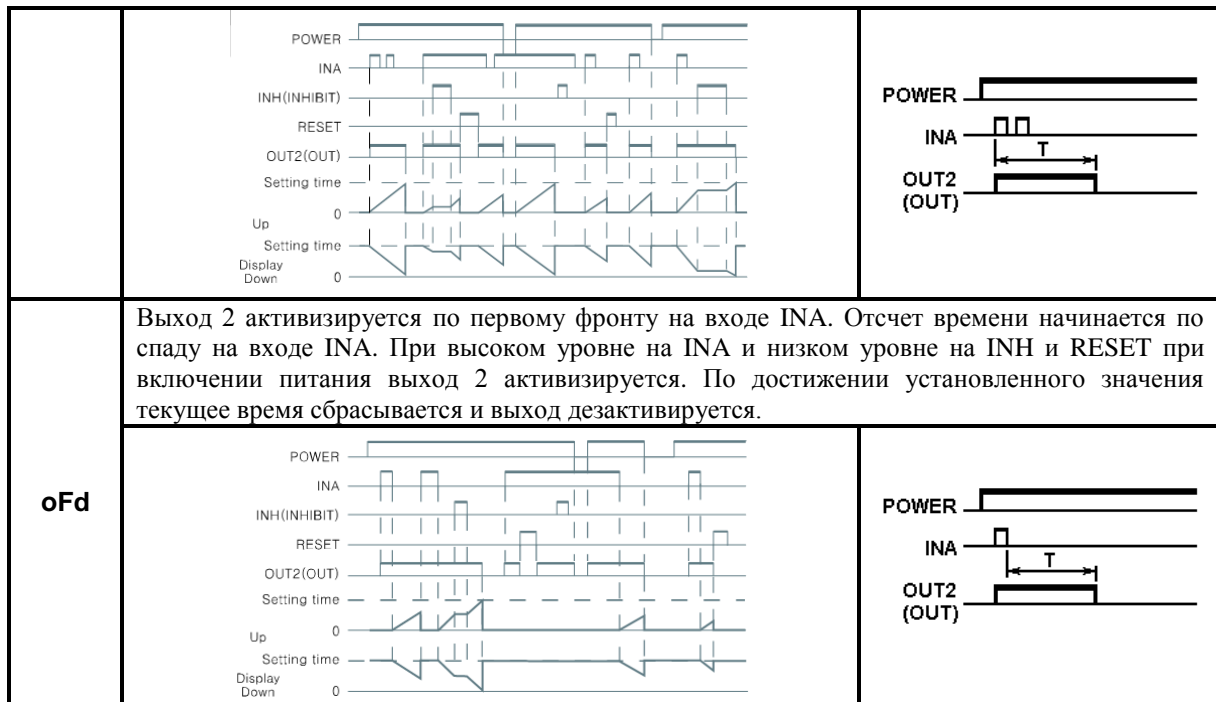 POWER
INA
INH(INHIBIT)
RESET
OUT2(OUT)
Setting time
0
Up
Setting time
Display
Down
0
POWER
INA
T
OUT2
(OUT)
oFd
Выход 2 активизируется по первому фронту на входе INA. Отсчет времени начинается по
спаду на входе INA. При высоком уровне на INA и низком уровне на INH и RESET при
включении питания выход 2 активизируется. По достижении установленного значения
текущее время сбрасывается и выход дезактивируется.
POWER
INA
INH(INHIBIT)
RESET
OUT2(OUT)
Setting time
0
Up
Setting time
Display
Down
0
POWER
INA
T
OUT2
(OUT)